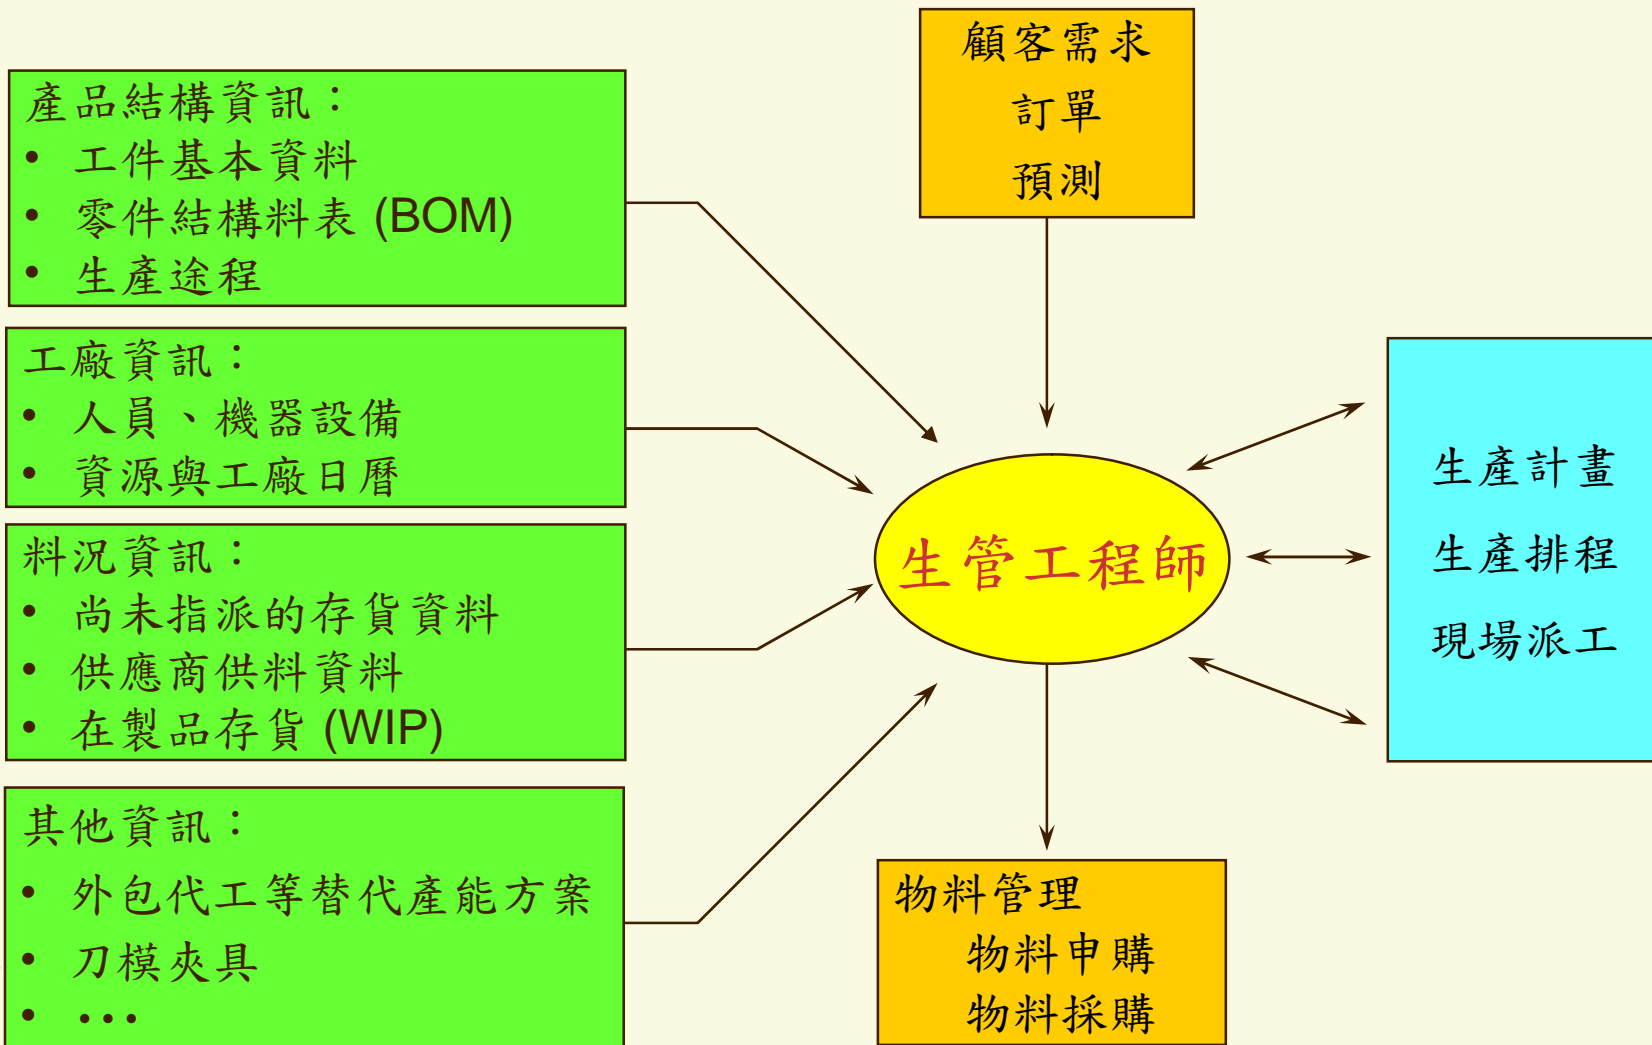 顧客需求
訂單
預測
產品結構資訊：
• 工件基本資料
• 零件結構料表 (BOM)
• 生產途程
工廠資訊：
• 人員、機器設備
• 資源與工廠日曆
料況資訊：
• 尚未指派的存貨資料
• 供應商供料資料
• 在製品存貨 (WIP)
其他資訊：
• 外包代工等替代產能方案
• 刀模夾具
• …
生管工程師
生產計畫
生產排程
現場派工
物料管理
物料申購
物料採購